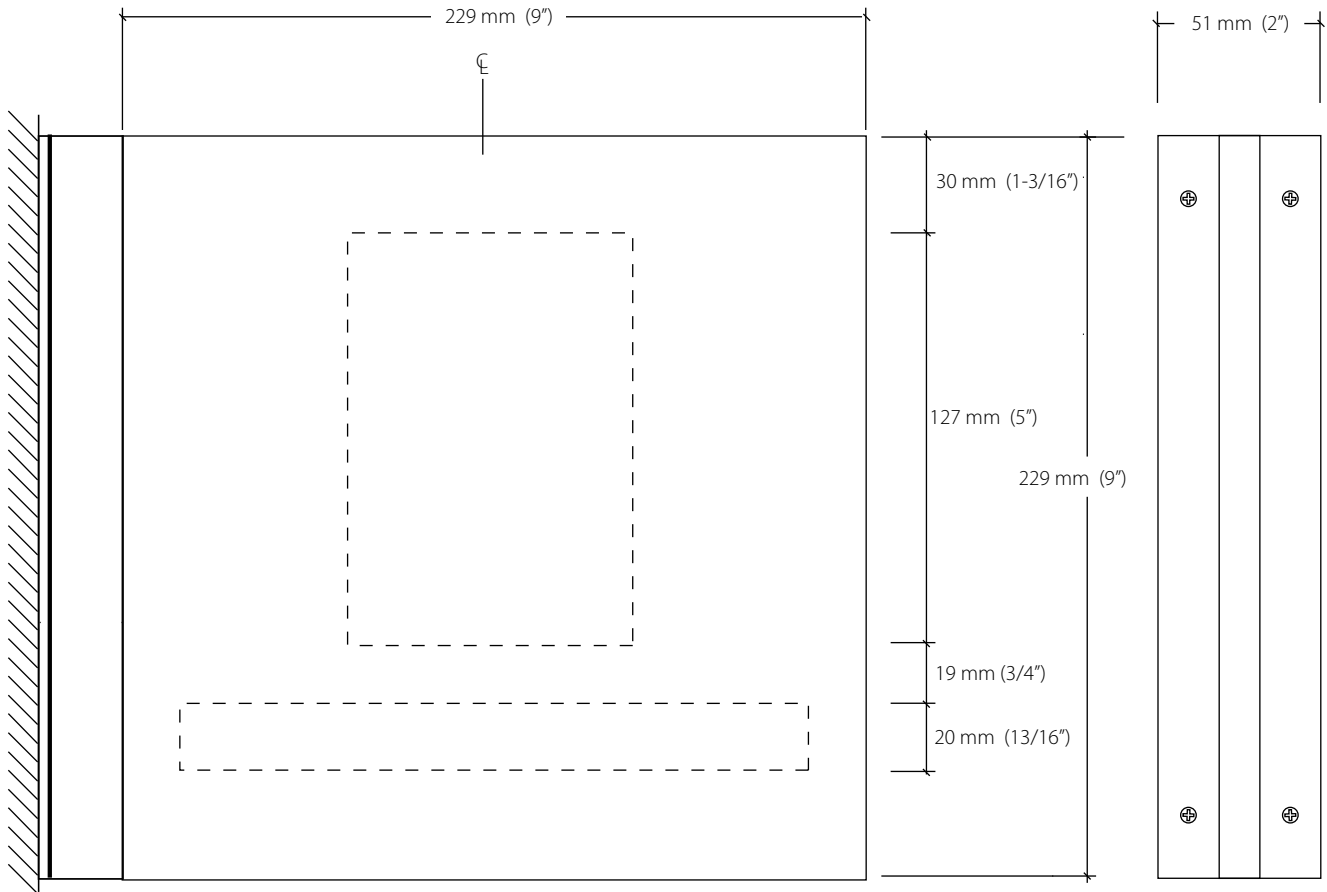 229 mm (9")
51 mm (2")
℄
30 mm (1-3/16")
127 mm (5")
229 mm (9")
19 mm (3/4")
20 mm (13/16")